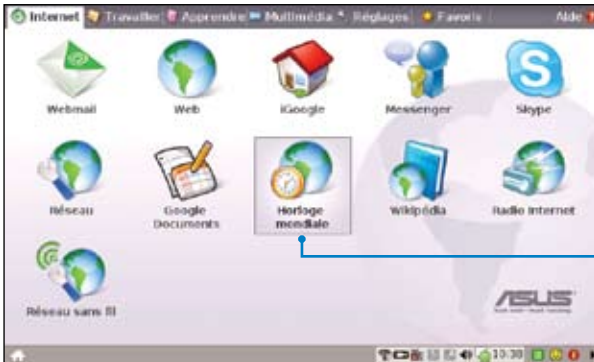 Internet Travailler Apprendre Multimédia Réglages Favoris Aide
Webmail Web iGoogle Messenger Skype
Réseau Google Documents Horloge mondiale Wikipédia Radio Internet
Réseau sans fil
ASUS
10:38